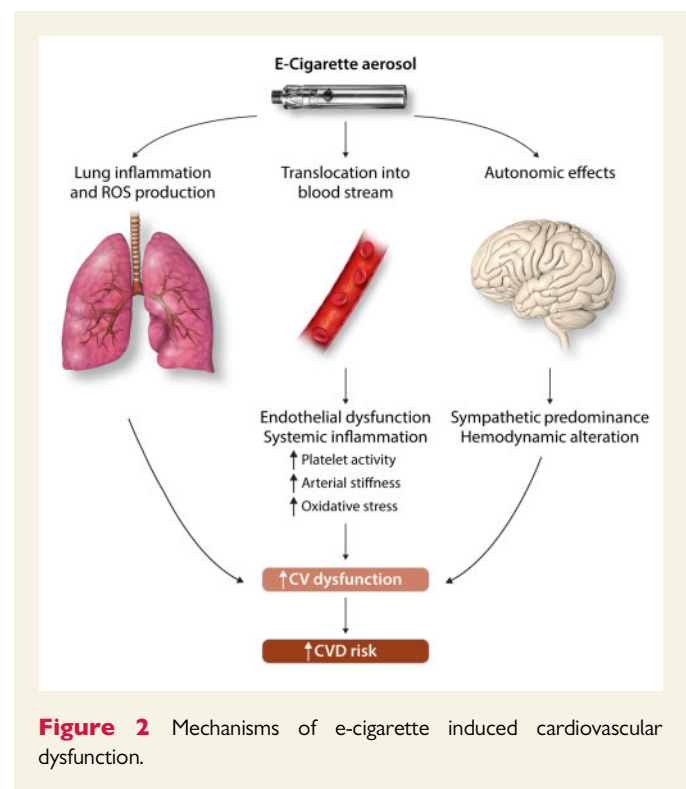 E-Cigarette aerosol
Lung inflammation
and ROS production
Translocation into
blood stream
Autonomic effects
Endothelial dysfunction
Systemic inflammation
↑ Platelet activity
↑ Arterial stiffness
↑ Oxidative stress
Sympathetic predominance
Hemodynamic alteration
↑CV dysfunction
↑CVD risk
Figure 2 Mechanisms of e-cigarette induced cardiovascular
dysfunction.